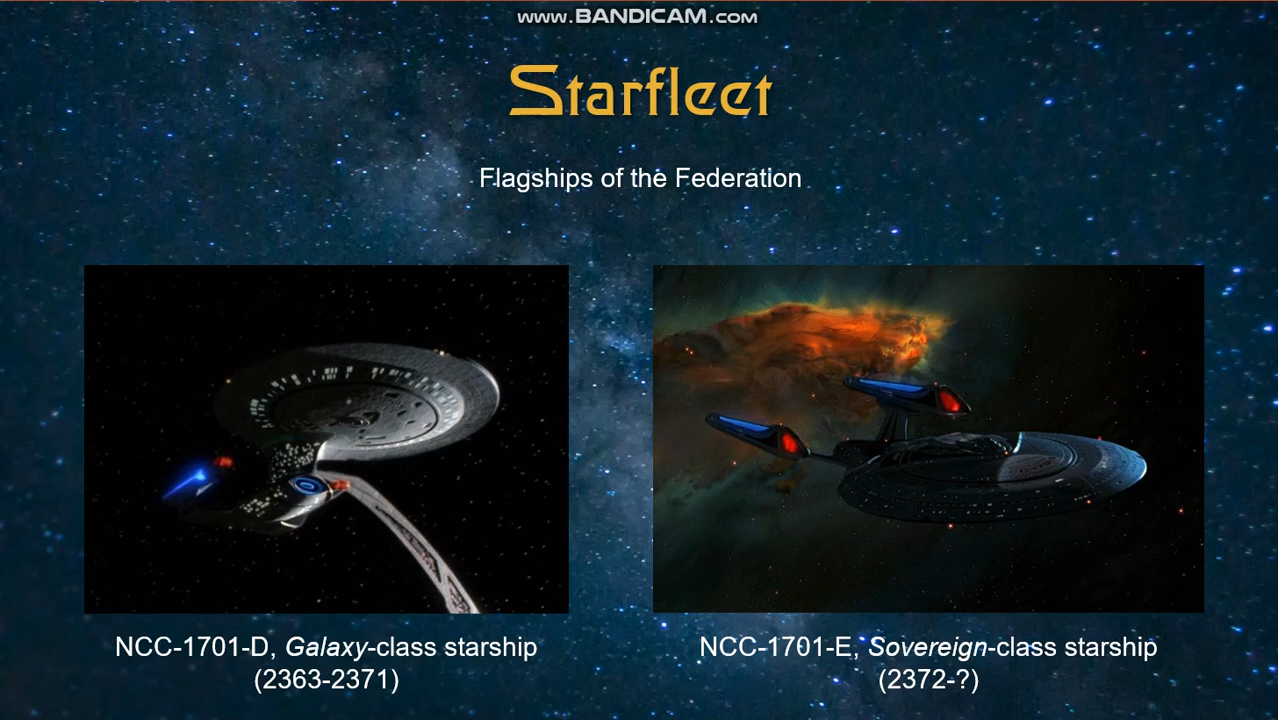 www.BANDICAM.com
Starfleet
Flagships of the Federation
NCC-1701-D, Galaxy-class starship
(2363-2371)
NCC-1701-E, Sovereign-class starship
(2372-?)